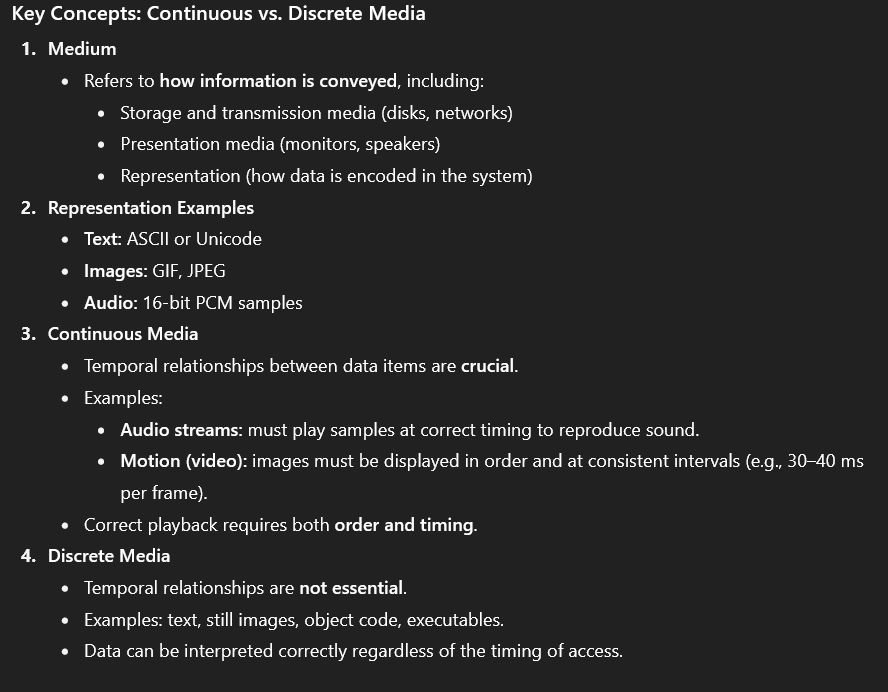 Key Concepts: Continuous vs. Discrete Media
1. Medium
• Refers to how information is conveyed, including:
• Storage and transmission media (disks, networks)
• Presentation media (monitors, speakers)
• Representation (how data is encoded in the system)
2. Representation Examples
• Text: ASCII or Unicode
• Images: GIF, JPEG
• Audio: 16-bit PCM samples
3. Continuous Media
• Temporal relationships between data items are crucial.
• Examples:
• Audio streams: must play samples at correct timing to reproduce sound.
• Motion (video): images must be displayed in order and at consistent intervals (e.g., 30–40 ms
per frame).
• Correct playback requires both order and timing.
4. Discrete Media
• Temporal relationships are not essential.
• Examples: text, still images, object code, executables.
• Data can be interpreted correctly regardless of the timing of access.